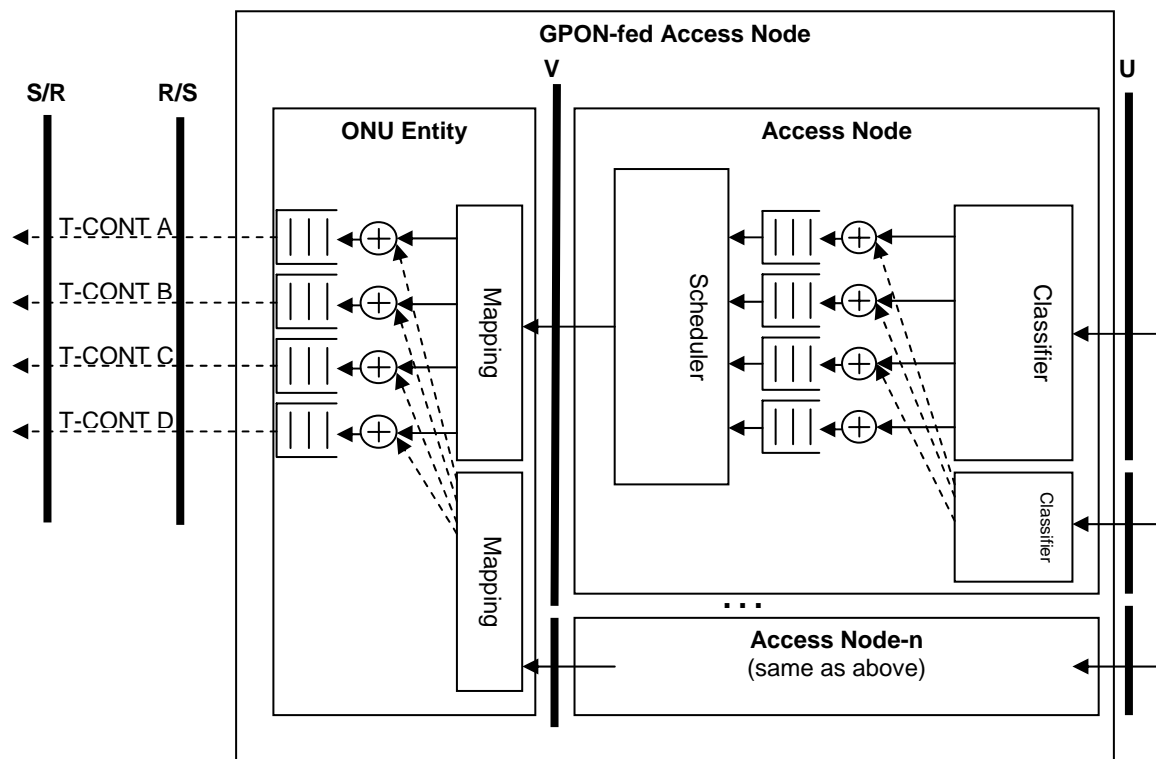 GPON-fed Access Node
V
U
S/R
R/S
ONU Entity
Access Node
T-CONT A
T-CONT B
T-CONT C
T-CONT D
Mapping
Scheduler
Classifier
Mapping
Classifier
...
Access Node-n
(same as above)